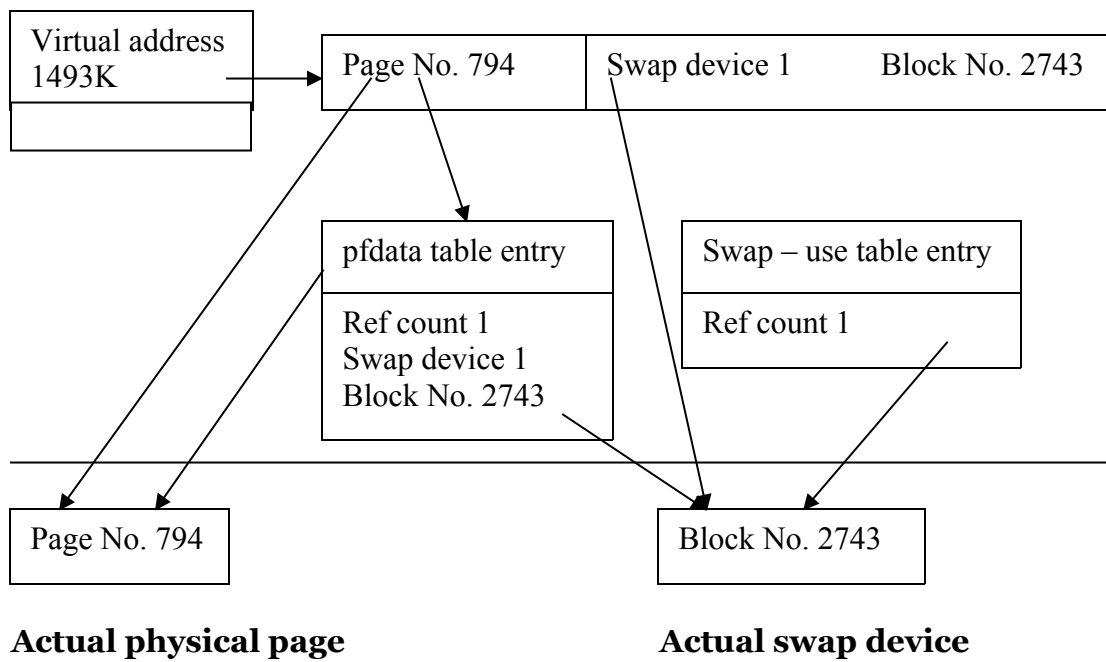 Virtual address
1493K
Page No. 794
Swap device 1 Block No. 2743
pfdata table entry
Ref count 1
Swap device 1
Block No. 2743
Swap – use table entry
Ref count 1
Page No. 794
Block No. 2743
Actual physical page
Actual swap device